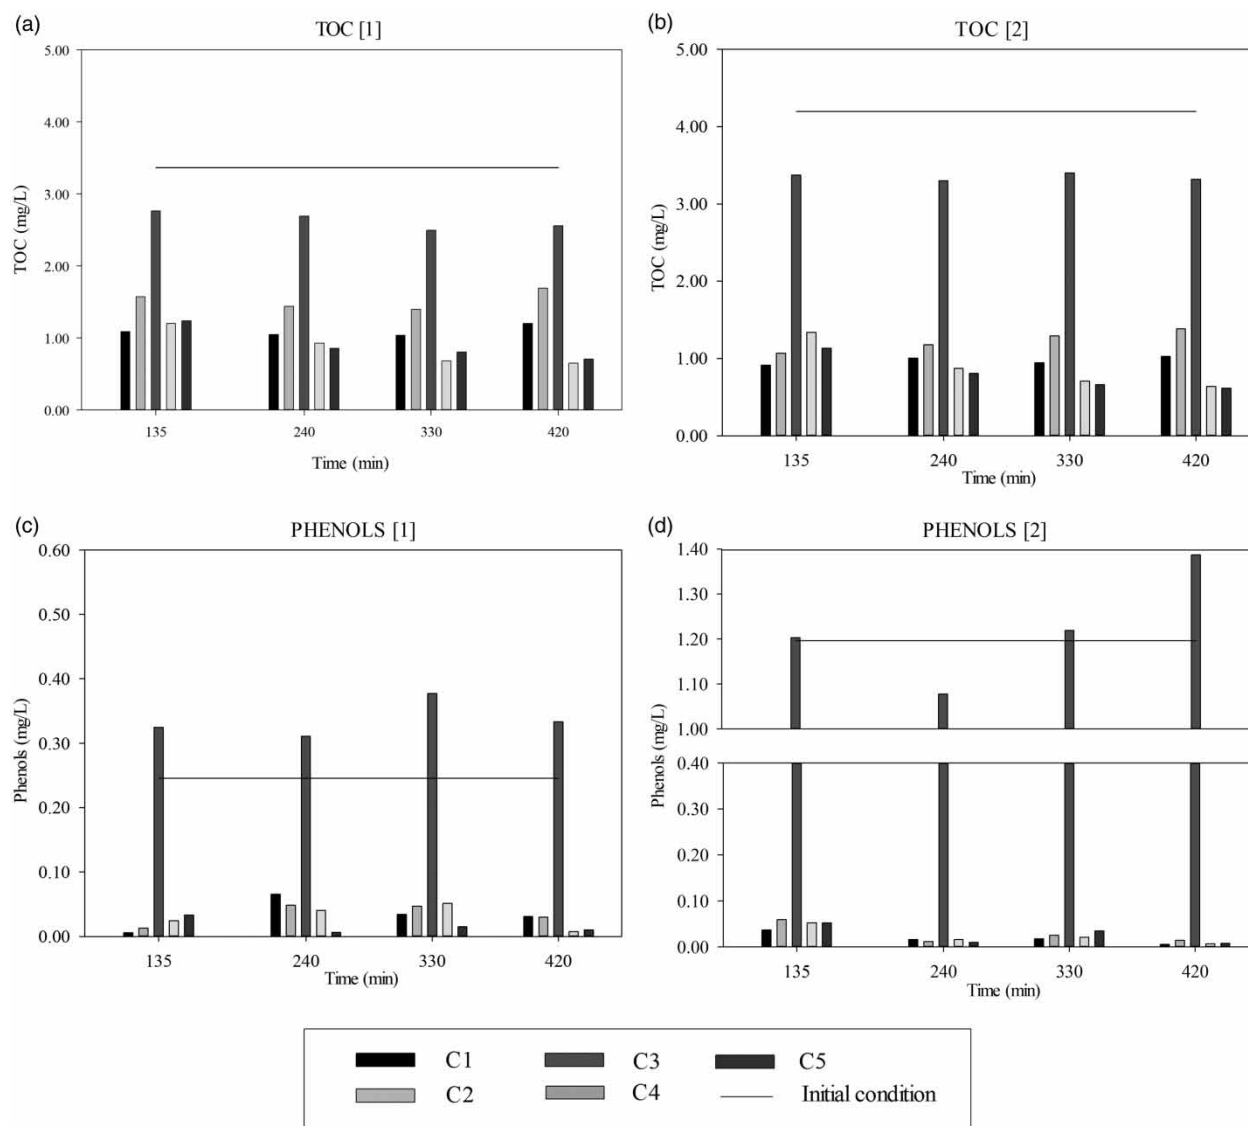 (a)
TOC [1]
5.00
4.00
3.00
2.00
1.00
0.00
TOC (mg/L)
135 240 330 420
Time (min)
(b)
TOC [2]
5.00
4.00
3.00
2.00
1.00
0.00
TOC (mg/L)
135 240 330 420
Time (min)
(c)
PHENOLS [1]
0.60
0.50
0.40
0.30
0.20
0.10
0.00
Phenols (mg/L)
135 240 330 420
Time (min)
(d)
PHENOLS [2]
1.40
1.30
1.20
1.10
1.00
0.40
0.30
0.20
0.10
0.00
Phenols (mg/L)
135 240 330 420
Time (min)
C1 C3 C5
C2 C4 Initial condition